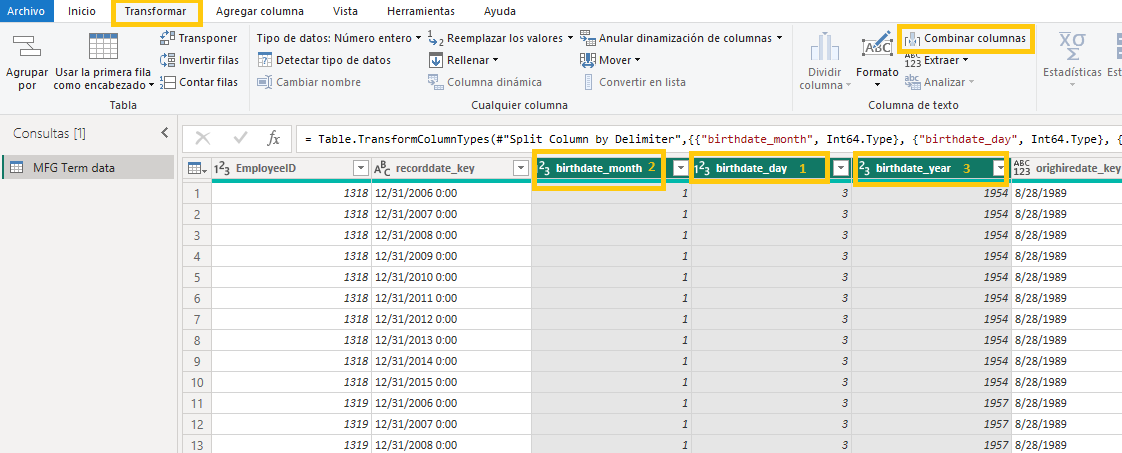 Archivo Inicio Transformar Agregar columna Vista Herramientas Ayuda
Transponer Tipo de datos: Número entero Reemplazar los valores Anular dinamización de columnas Combinar columnas
Invertir filas Detectar tipo de datos Rellenar Mover Extraer
Agrupar por Usar la primera fila como encabezado Contar filas Cambiar nombre Columna dinámica Convertir en lista Dividir columna Formato Analizar Estadísticas
Tabla Cualquier columna Columna de texto
Consultas [1]
= Table.TransformColumnTypes(#"Split Column by Delimiter",{{"birthdate_month", Int64.Type}, {"birthdate_day", Int64.Type}, {
MFG Term data
EmployeeID recorddate_key birthdate_month 2 birthdate_day 1 birthdate_year 3 orighiredate_key
1 1318 12/31/2006 0:00 1 3 1954 8/28/1989
2 1318 12/31/2007 0:00 1 3 1954 8/28/1989
3 1318 12/31/2008 0:00 1 3 1954 8/28/1989
4 1318 12/31/2009 0:00 1 3 1954 8/28/1989
5 1318 12/31/2010 0:00 1 3 1954 8/28/1989
6 1318 12/31/2011 0:00 1 3 1954 8/28/1989
7 1318 12/31/2012 0:00 1 3 1954 8/28/1989
8 1318 12/31/2013 0:00 1 3 1954 8/28/1989
9 1318 12/31/2014 0:00 1 3 1954 8/28/1989
10 1318 12/31/2015 0:00 1 3 1954 8/28/1989
11 1319 12/31/2006 0:00 1 3 1957 8/28/1989
12 1319 12/31/2007 0:00 1 3 1957 8/28/1989
13 1319 12/31/2008 0:00 1 3 1957 8/28/1989